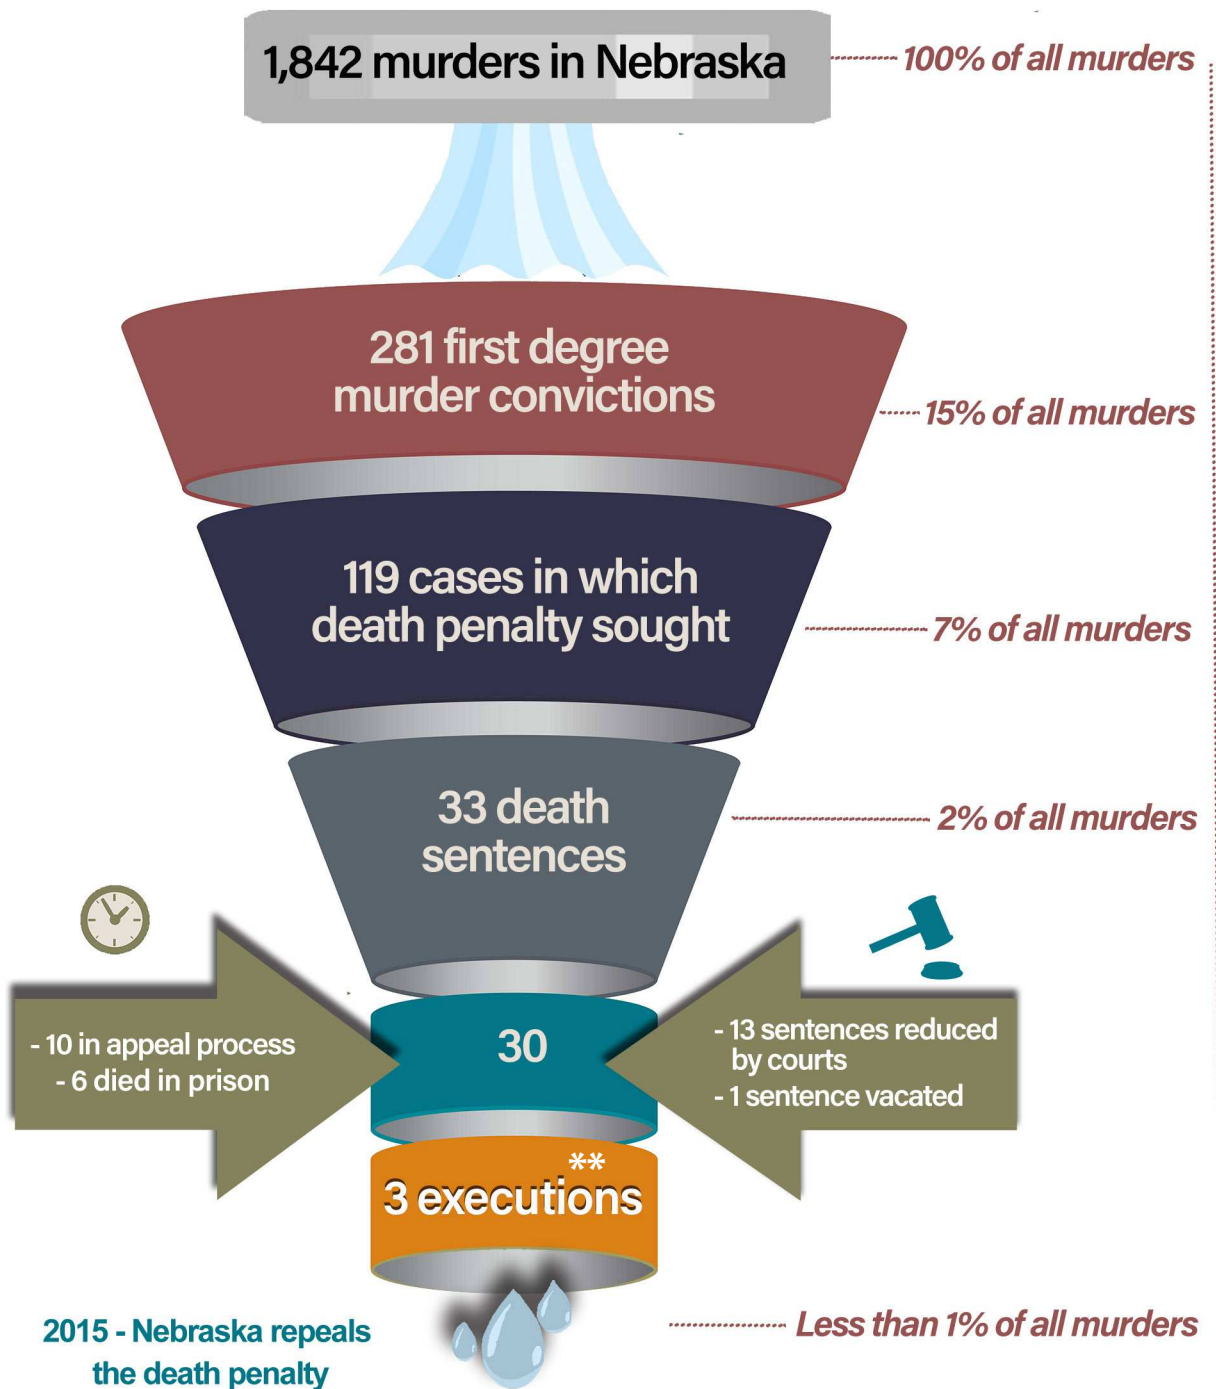 1,842 murders in Nebraska
100% of all murders
281 first degree
murder convictions
15% of all murders
119 cases in which
death penalty sought
7% of all murders
33 death
sentences
2% of all murders
- 10 in appeal process
- 6 died in prison
30
- 13 sentences reduced
by courts
- 1 sentence vacated
**
3 executions
2015 - Nebraska repeals
the death penalty
Less than 1% of all murders